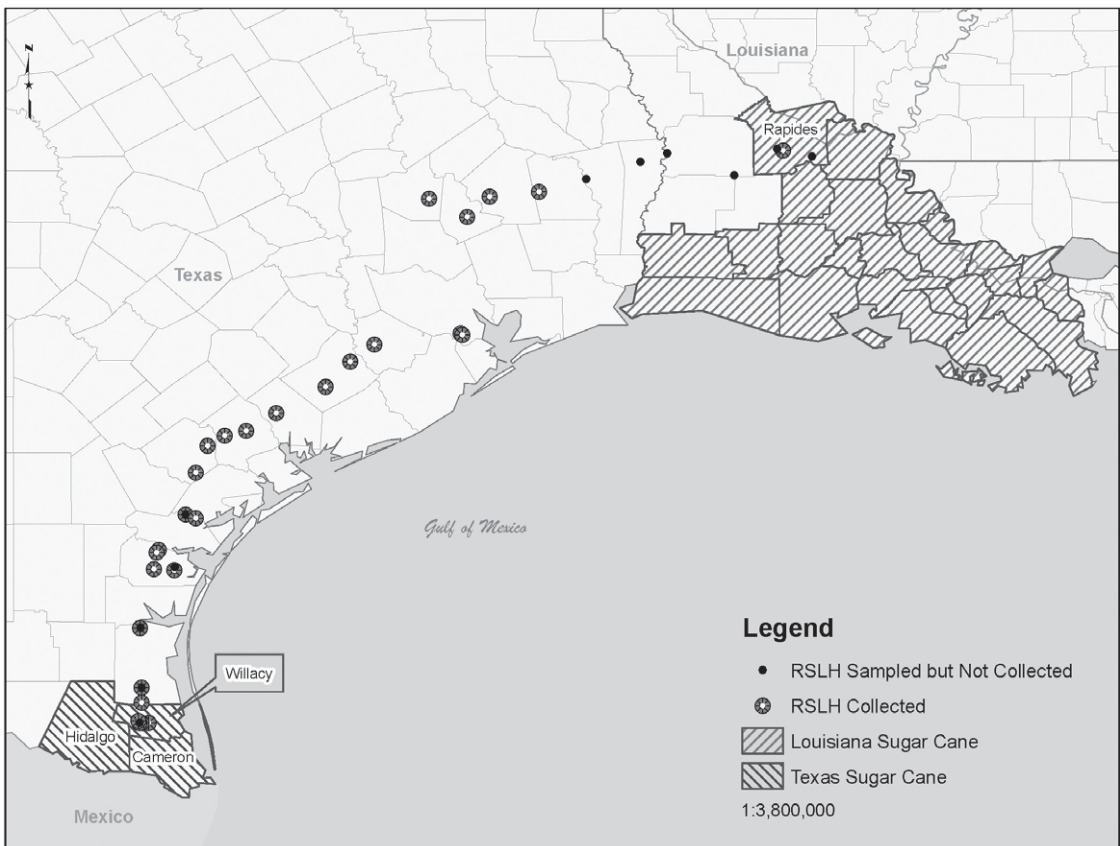 N
Louisiana
Rapides
Texas
Gulf of Mexico
Willacy
Hidalgo
Cameron
Mexico
Legend
RSLH Sampled but Not Collected
RSLH Collected
Louisiana Sugar Cane
Texas Sugar Cane
1:3,800,000